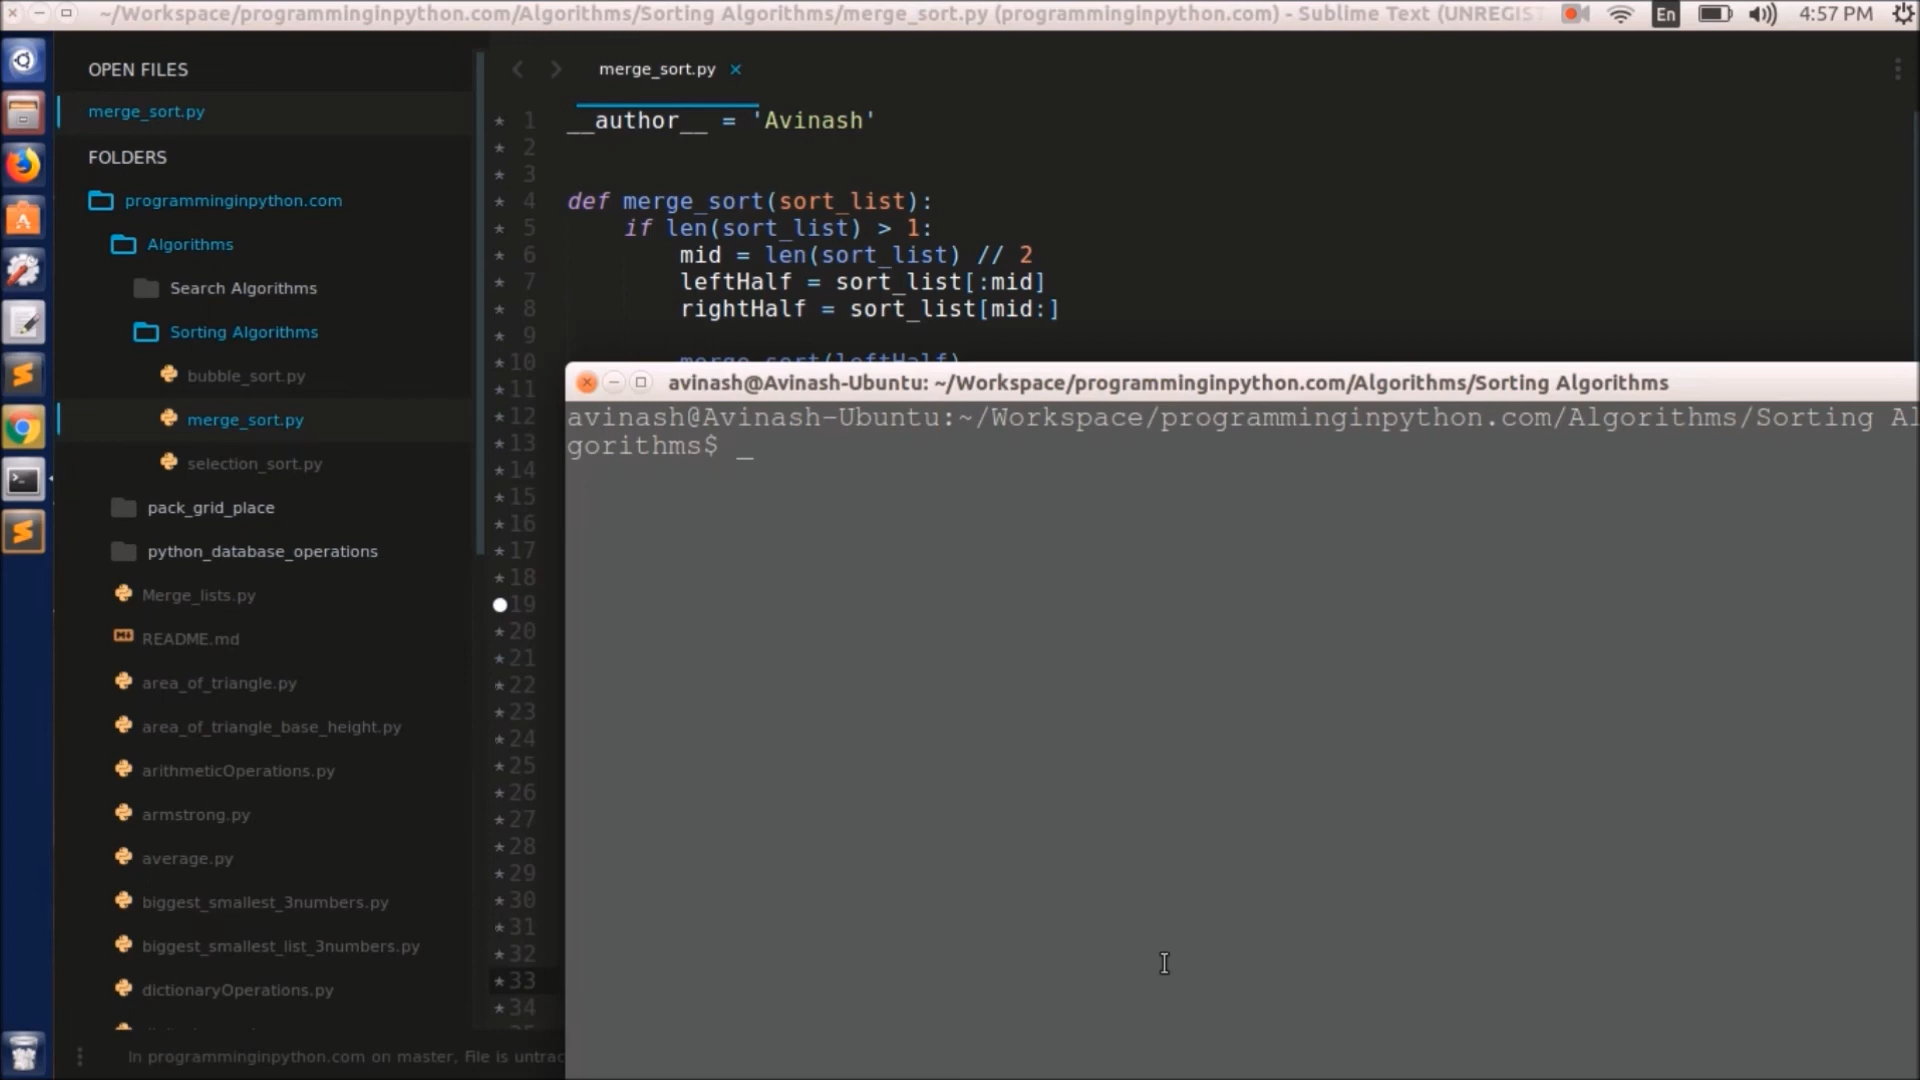 ~/Workspace/programminginpython.com/Algorithms/Sorting Algorithms/merge_sort.py (programminginpython.com) - Sublime Text (UNREGIST
En
4:57 PM
OPEN FILES
merge_sort.py
FOLDERS
programminginpython.com
Algorithms
Search Algorithms
Sorting Algorithms
bubble_sort.py
merge_sort.py
selection_sort.py
pack_grid_place
python_database_operations
Merge_lists.py
README.md
area_of_triangle.py
area_of_triangle_base_height.py
arithmeticOperations.py
armstrong.py
average.py
biggest_smallest_3numbers.py
biggest_smallest_list_3numbers.py
dictionaryOperations.py
In programminginpython.com on master, File is untrac
merge_sort.py
1 __author__ = 'Avinash'
2
3
4 def merge_sort(sort_list):
5 if len(sort_list) > 1:
6 mid = len(sort_list) // 2
7 leftHalf = sort_list[:mid]
8 rightHalf = sort_list[mid:]
9
10 merge_sort(leftHalf)
11
12
13
14
15
16
17
18
19
20
21
22
23
24
25
26
27
28
29
30
31
32
33
34
avinash@Avinash-Ubuntu: ~/Workspace/programminginpython.com/Algorithms/Sorting Algorithms
avinash@Avinash-Ubuntu:~/Workspace/programminginpython.com/Algorithms/Sorting Al
gorithms$ _